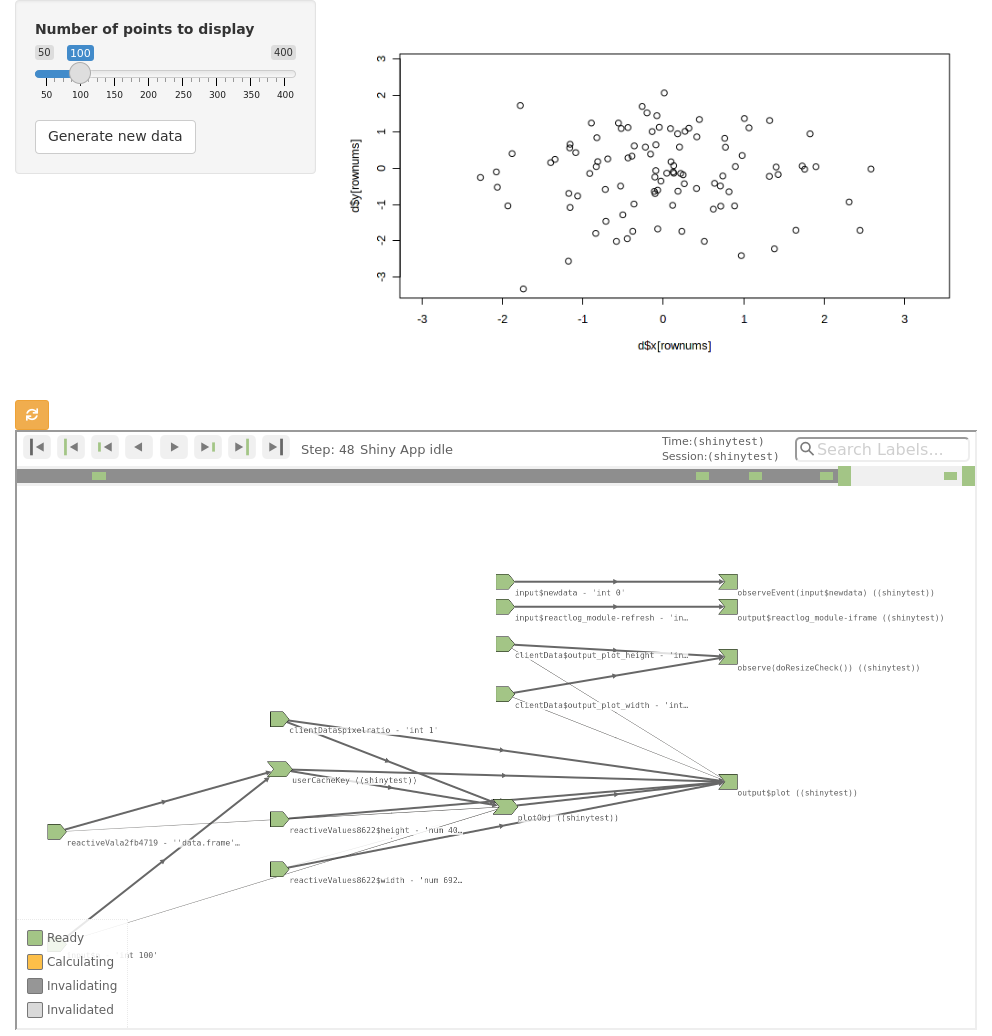 Number of points to display
50 100 400
50 100 150 200 250 300 350 400
Generate new data
3
2
1
0
-1
-2
-3
d$y[rownums]
-3 -2 -1 0 1 2 3
d$x[rownums]
Step: 48 Shiny App idle
Time:(shinytest)
Session:(shinytest)
Search Labels...
input$newdata - 'int 0'
observeEvent(input$newdata) ((shinytest))
input$reactlog_module-refresh - 'in…
output$reactlog_module-iframe ((shinytest))
clientData$output_plot_height - 'in…
observe(doResizeCheck()) ((shinytest))
clientData$output_plot_width - 'int…
clientData$pixelratio - 'int 1'
userCacheKey ((shinytest))
output$plot ((shinytest))
plotObj ((shinytest))
reactiveValues8622$height - 'num 40…
reactiveVala2fb4719 - ''data.frame'…
reactiveValues8622$width - 'num 692…
int 100'
Ready
Calculating
Invalidating
Invalidated